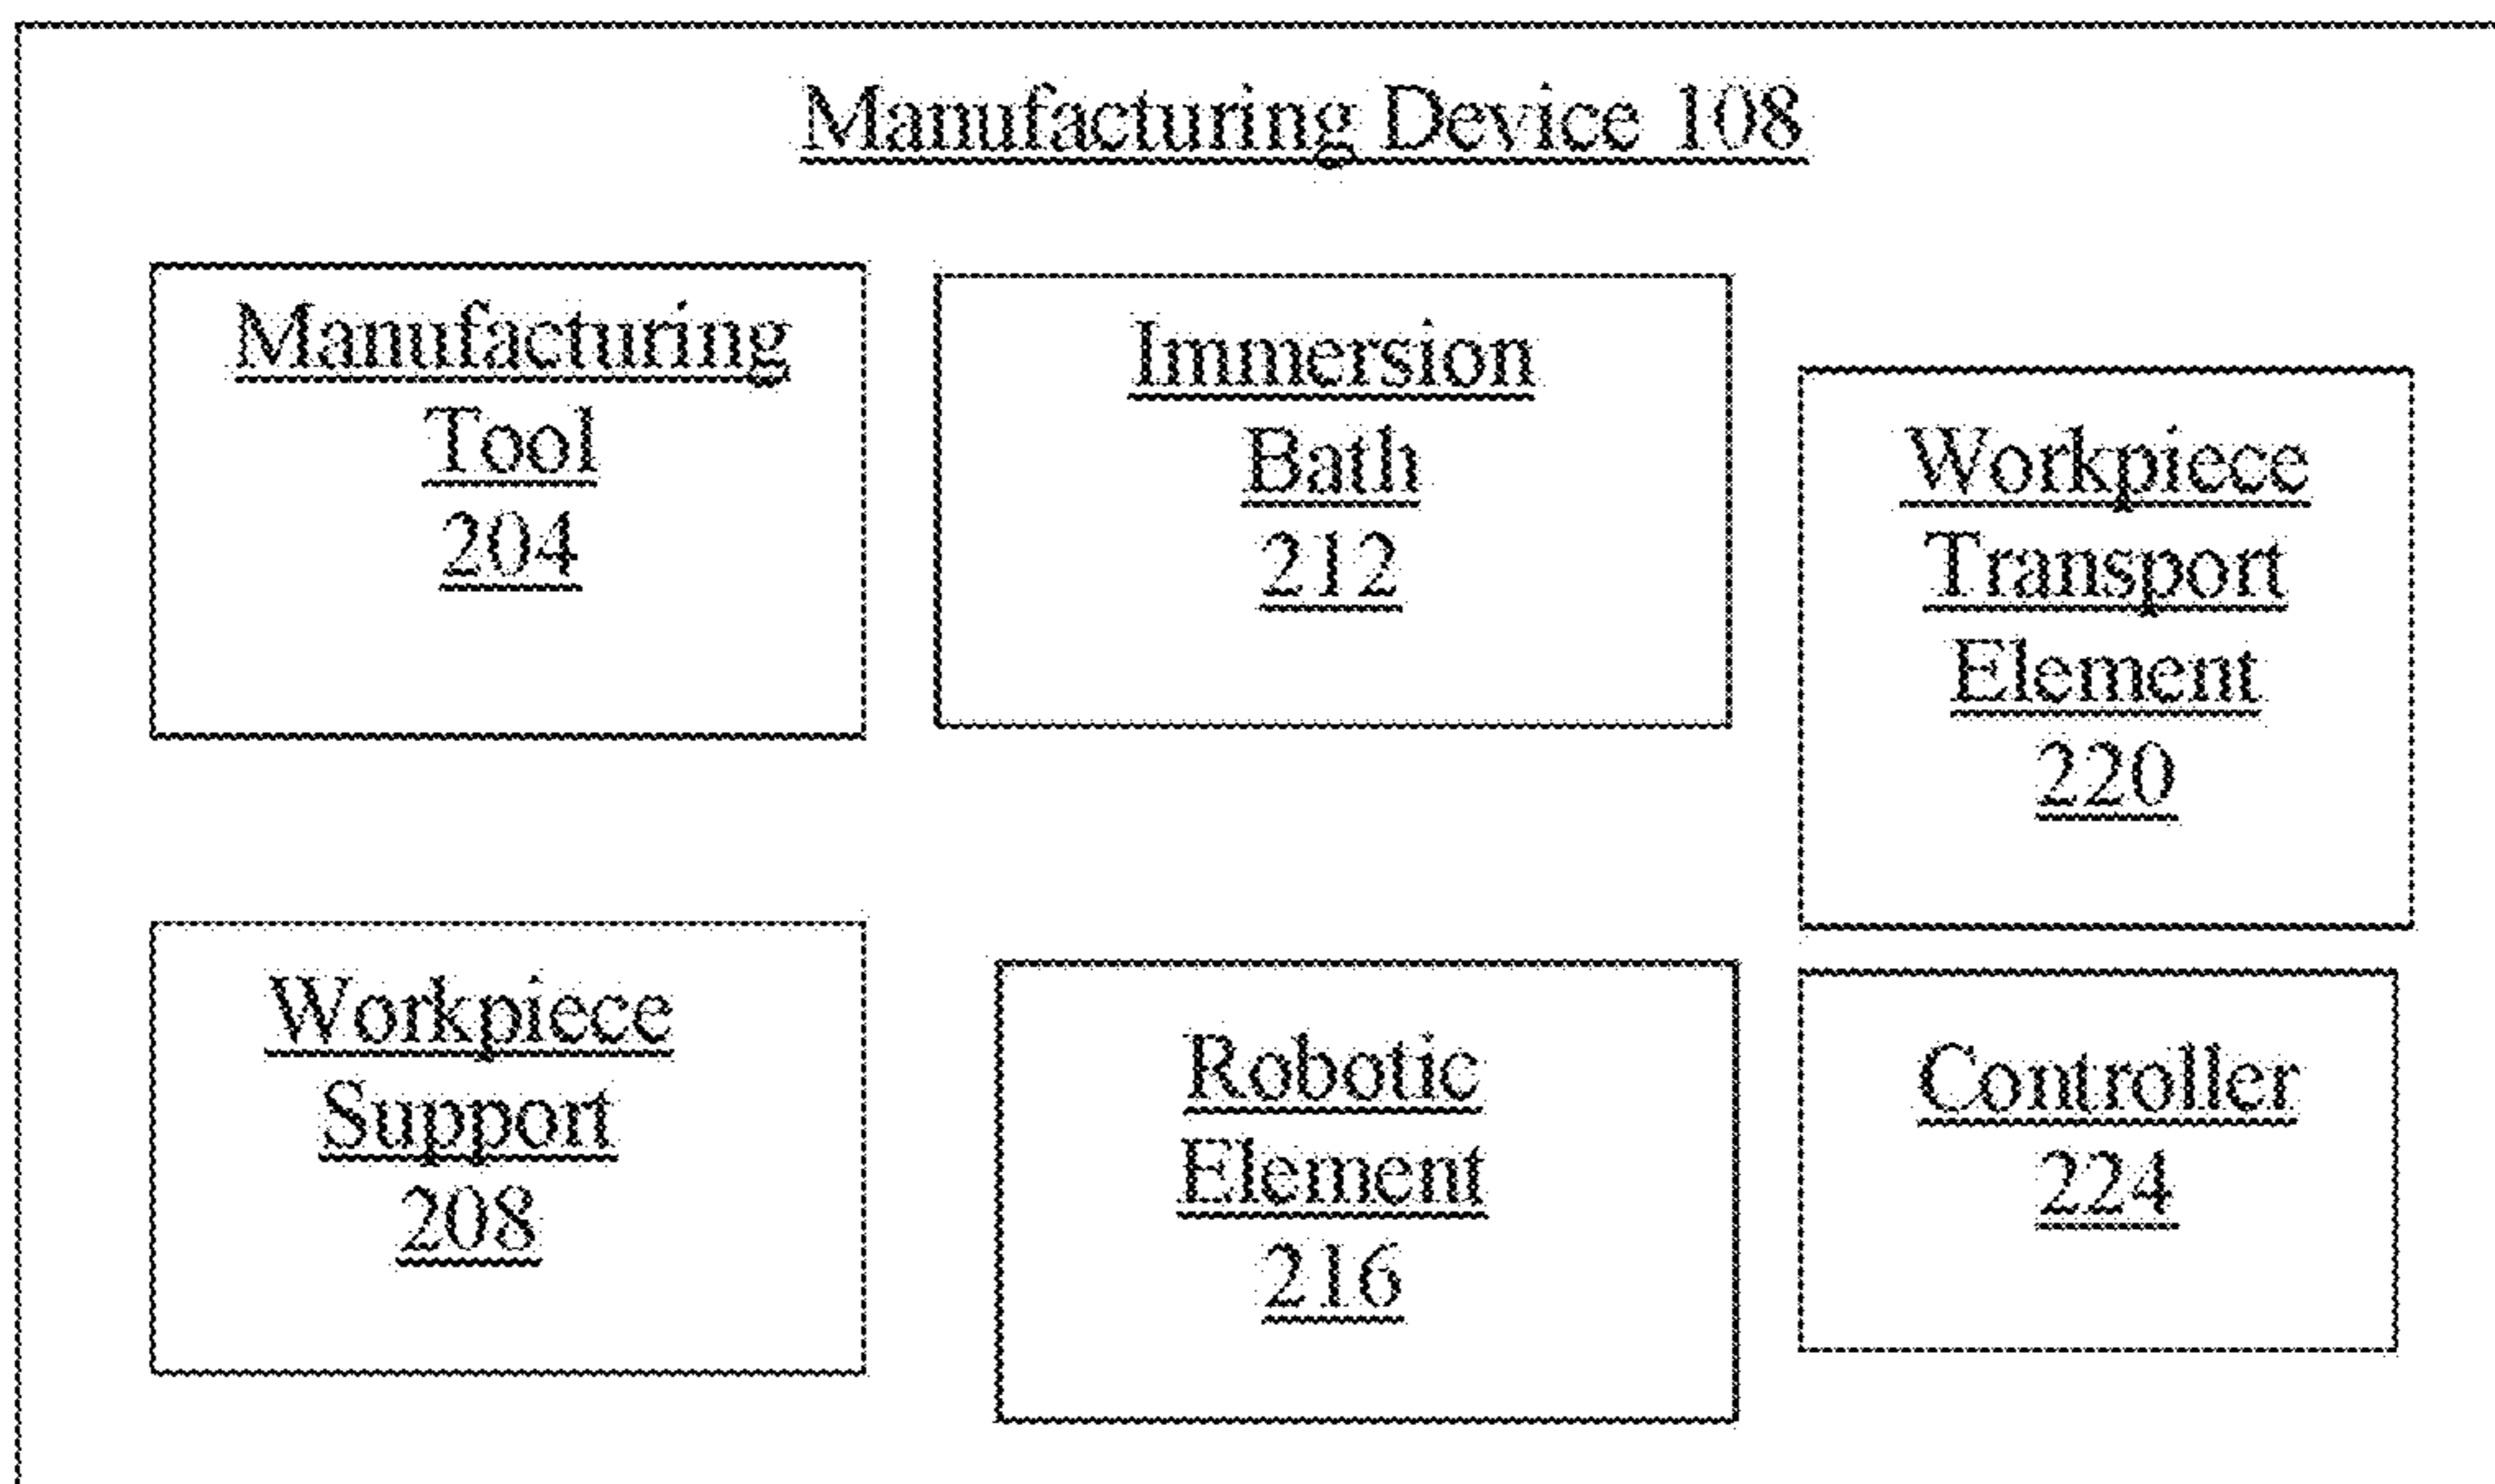 Manufacturing Device 108
Manufacturing
Tool
204
Immersion
Bath
212
Workpiece
Transport
Element
220
Workpiece
Support
208
Robotic
Element
216
Controller
224